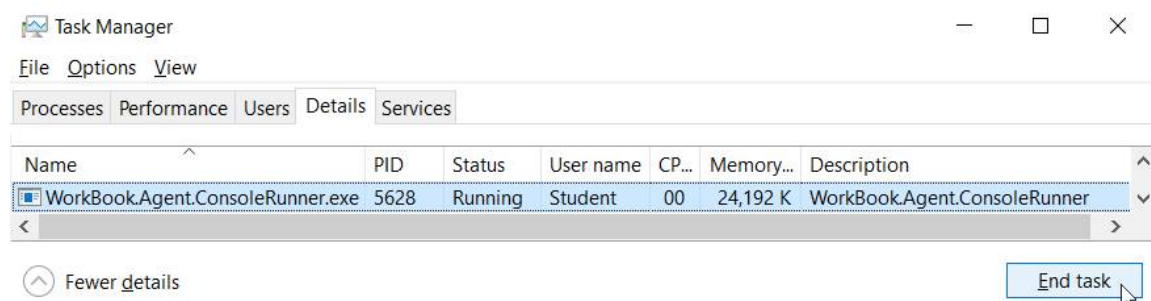 Task Manager
File Options View
Processes Performance Users Details Services
Name PID Status User name CP... Memory... Description
WorkBook.Agent.ConsoleRunner.exe 5628 Running Student 00 24,192 K WorkBook.Agent.ConsoleRunner
Fewer details End task